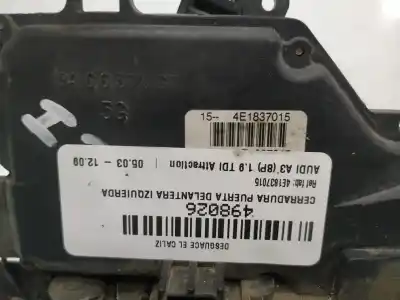 15-- 4E1837015
DESGUACE EL CALIZ
498026
CERRADURA PUERTA DELANTERA IZQUIERDA
Ref fab: 4E1837015
AUDI A3 (8P) 1.9 TDI Attraction | 05.03 - 12.09